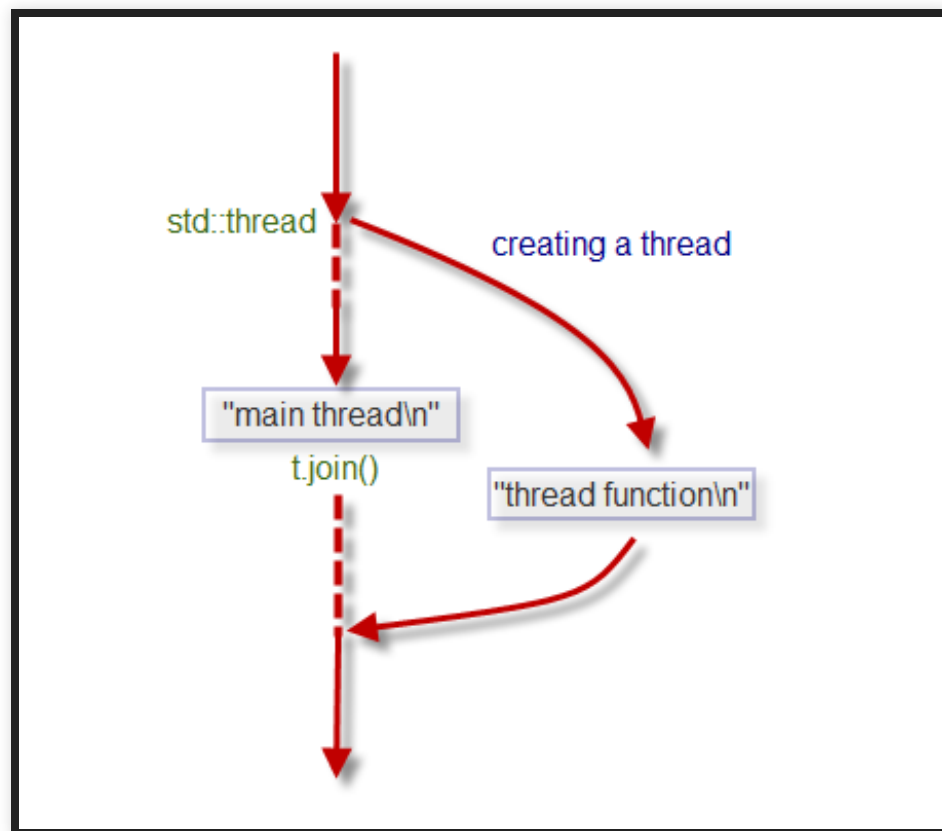 std::thread
creating a thread
"main thread\n"
t.join()
"thread function\n"